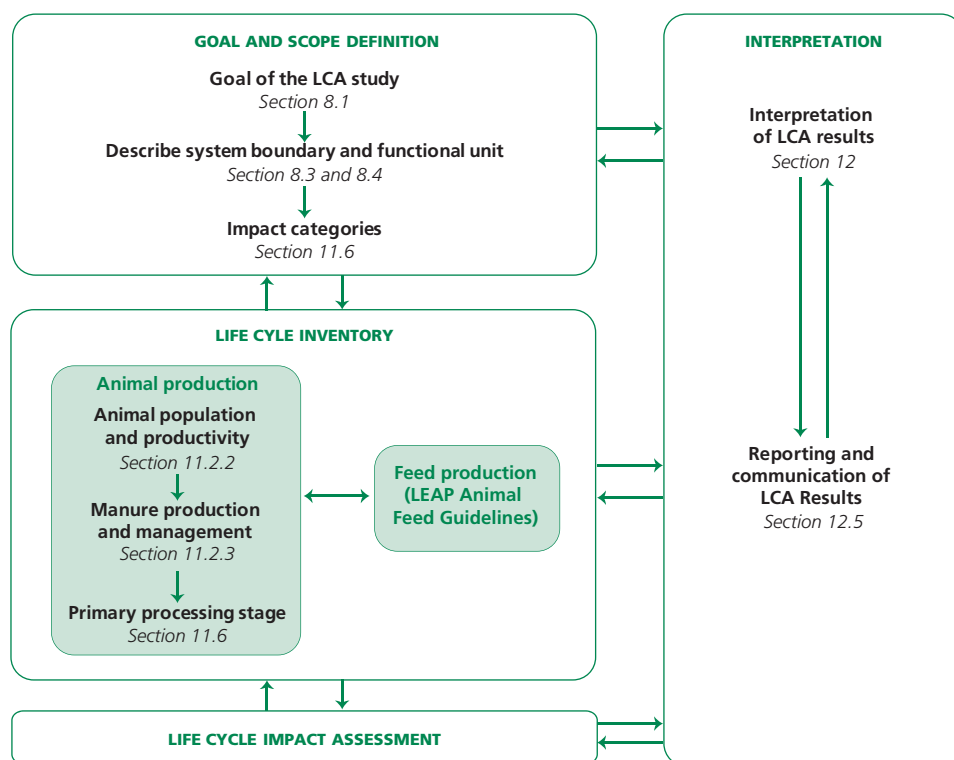 GOAL AND SCOPE DEFINITION
Goal of the LCA study
Section 8.1
Describe system boundary and functional unit
Section 8.3 and 8.4
Impact categories
Section 11.6
LIFE CYLE INVENTORY
Animal production
Animal population
and productivity
Section 11.2.2
Manure production
and management
Section 11.2.3
Primary processing stage
Section 11.6
Feed production
(LEAP Animal
Feed Guidelines)
LIFE CYCLE IMPACT ASSESSMENT
INTERPRETATION
Interpretation
of LCA results
Section 12
Reporting and
communication of
LCA Results
Section 12.5